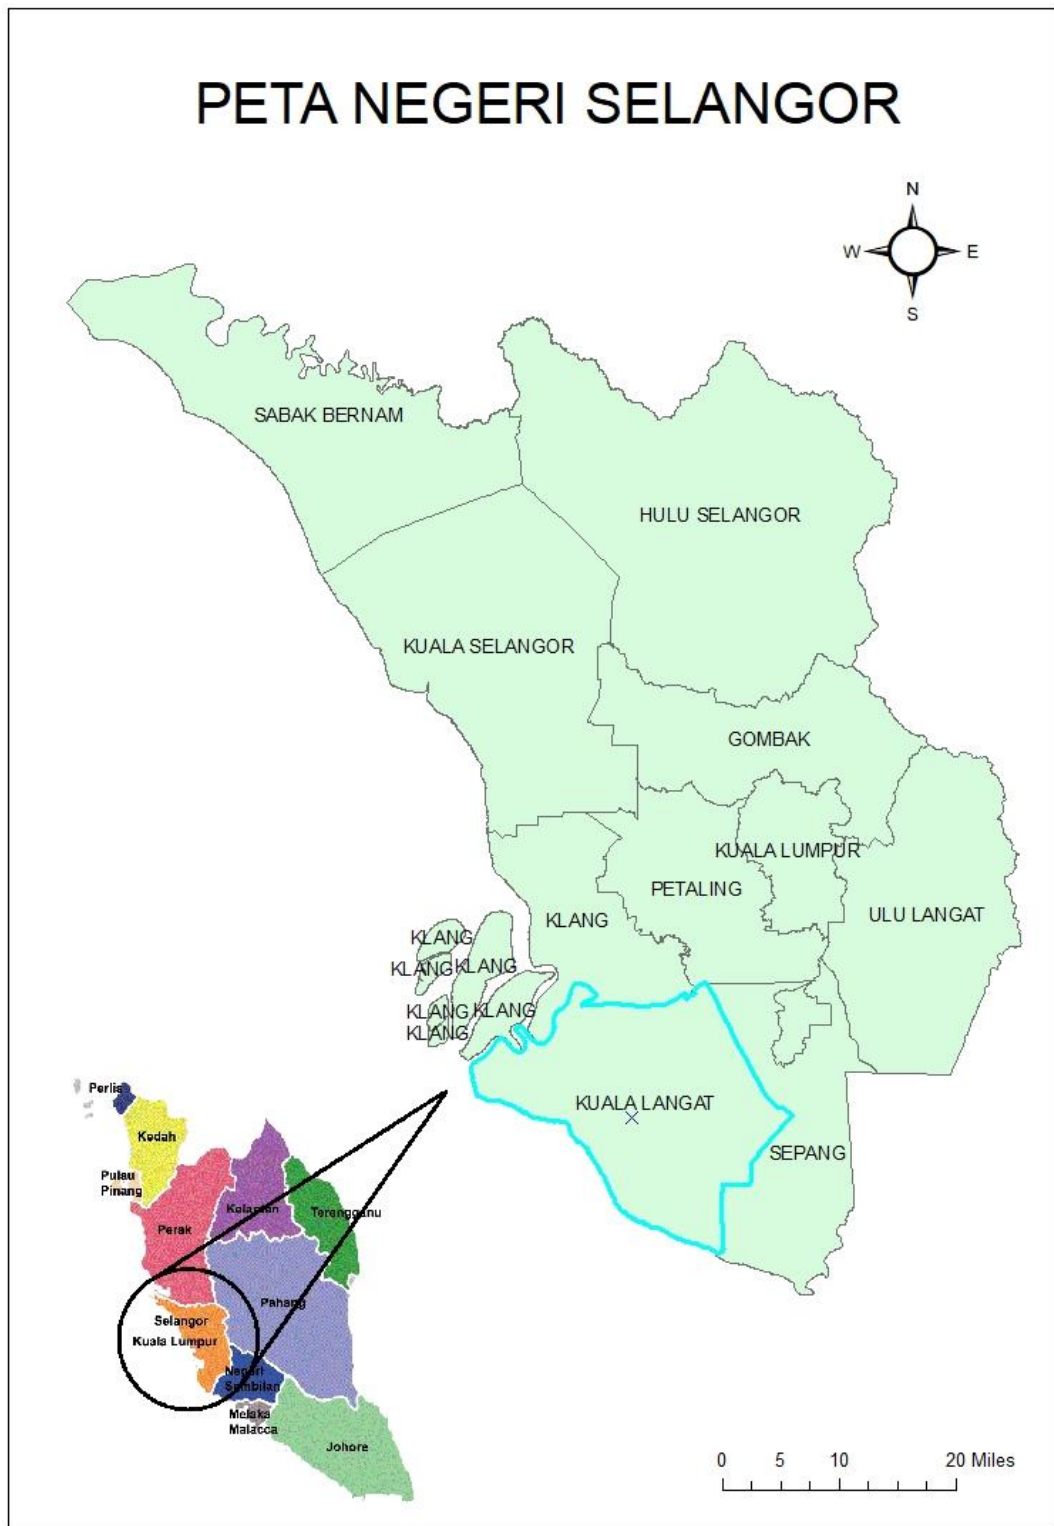 PETA NEGERI SELANGOR
N
W
E
S
SABAK BERNAM
HULU SELANGOR
KUALA SELANGOR
GOMBAK
KUALA LUMPUR
PETALING
ULU LANGAT
KLANG
KLANG
KLANG
KLANG
KLANG
KLANG
KLANG
KUALA LANGAT
SEPANG
Perlis
Kedah
Pulau
Pinang
Perak
Kelantan
Terengganu
Pahang
Selangor
Kuala Lumpur
Negeri
Sembilan
Melaka
Malacca
Johore
0 5 10 20 Miles